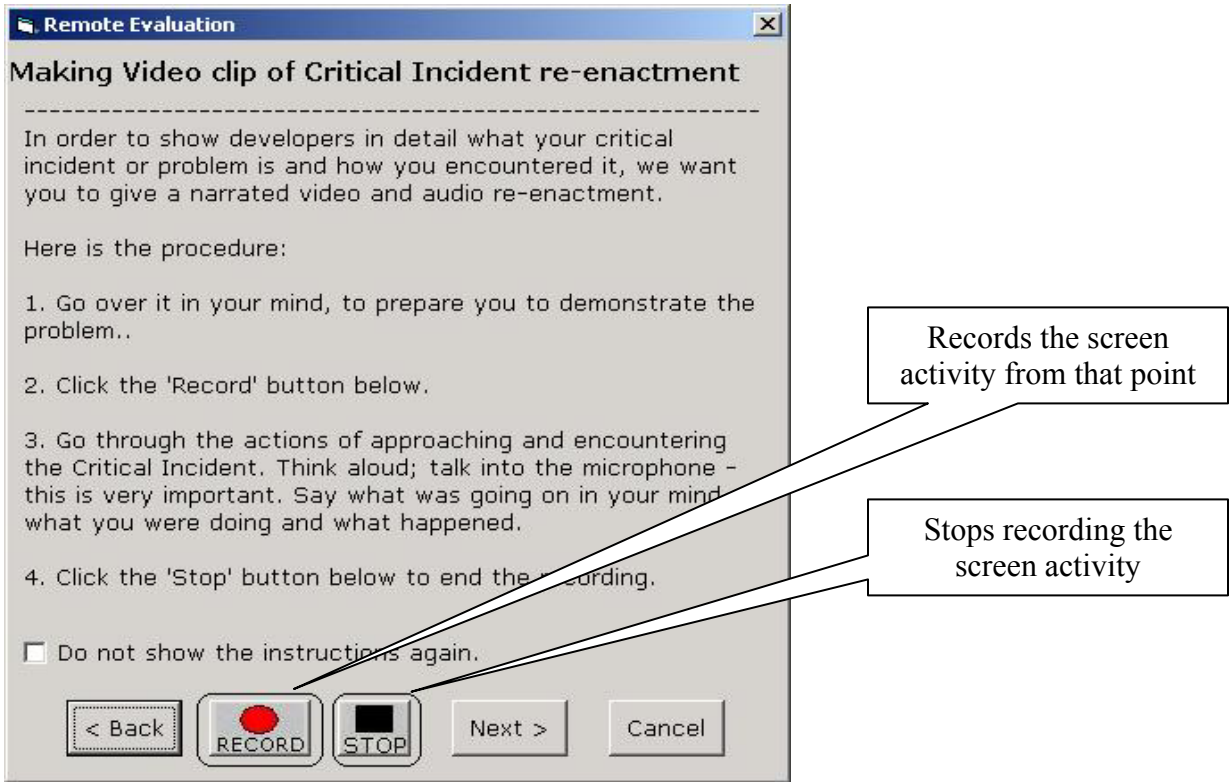 Remote Evaluation
Making Video clip of Critical Incident re-enactment
------------------------------------------------------------
In order to show developers in detail what your critical
incident or problem is and how you encountered it, we want
you to give a narrated video and audio re-enactment.
Here is the procedure:
1. Go over it in your mind, to prepare you to demonstrate the
problem..
2. Click the 'Record' button below.
3. Go through the actions of approaching and encountering
the Critical Incident. Think aloud; talk into the microphone -
this is very important. Say what was going on in your mind
what you were doing and what happened.
4. Click the 'Stop' button below to end the recording.
Do not show the instructions again.
< Back
RECORD
STOP
Next >
Cancel
Records the screen
activity from that point
Stops recording the
screen activity